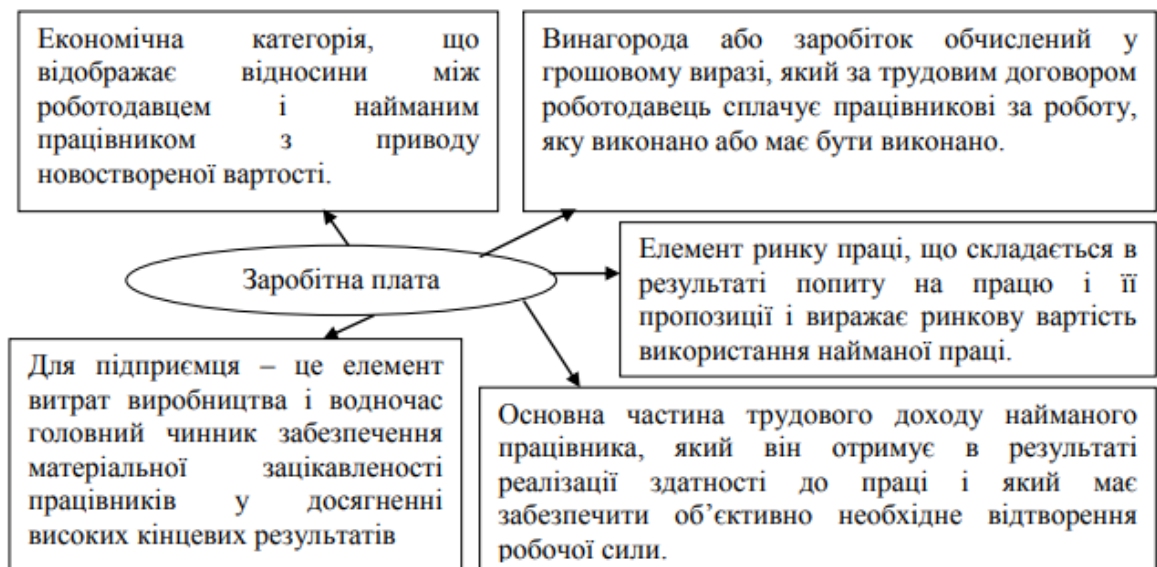 Економічна категорія, що
відображає відносини між
роботодавцем і найманим
працівником з приводу
новоствореної вартості.
Винагорода або заробіток обчислений у
грошовому виразі, який за трудовим договором
роботодавець сплачує працівникові за роботу,
яку виконано або має бути виконано.
Заробітна плата
Елемент ринку праці, що складається в
результаті попиту на працю і її
пропозиції і виражає ринкову вартість
використання найманої праці.
Для підприємця – це елемент
витрат виробництва і водночас
головний чинник забезпечення
матеріальної зацікавленості
працівників у досягненні
високих кінцевих результатів
Основна частина трудового доходу найманого
працівника, який він отримує в результаті
реалізації здатності до праці і який має
забезпечити об’єктивно необхідне відтворення
робочої сили.